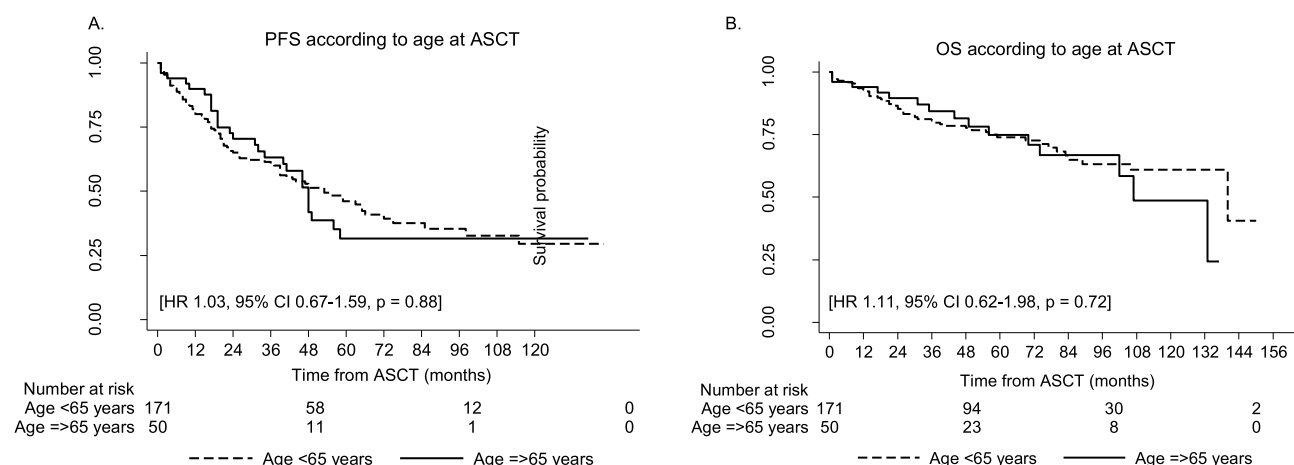 A.
PFS according to age at ASCT
1.00
0.75
0.50
0.25
0.00
[HR 1.03, 95% CI 0.67-1.59, p = 0.88]
0 12 24 36 48 60 72 84 96 108 120
Time from ASCT (months)
Number at risk
Age <65 years 171 58 12 0
Age =>65 years 50 11 1 0
Age <65 years Age =>65 years
B.
OS according to age at ASCT
Survival probability
1.00
0.75
0.50
0.25
0.00
[HR 1.11, 95% CI 0.62-1.98, p = 0.72]
0 12 24 36 48 60 72 84 96 108 120 132 144 156
Time from ASCT (months)
Number at risk
Age <65 years 171 94 30 2
Age =>65 years 50 23 8 0
Age <65 years Age =>65 years